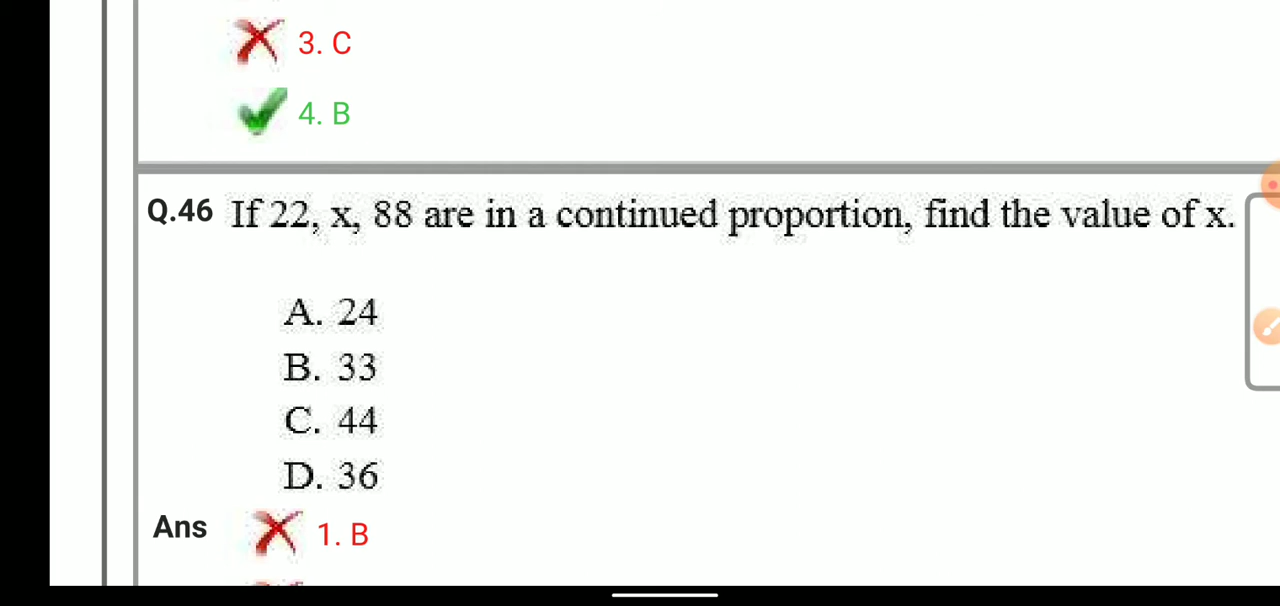 3. C
4. B
Q.46 If 22, x, 88 are in a continued proportion, find the value of x.
A. 24
B. 33
C. 44
D. 36
Ans 1. B